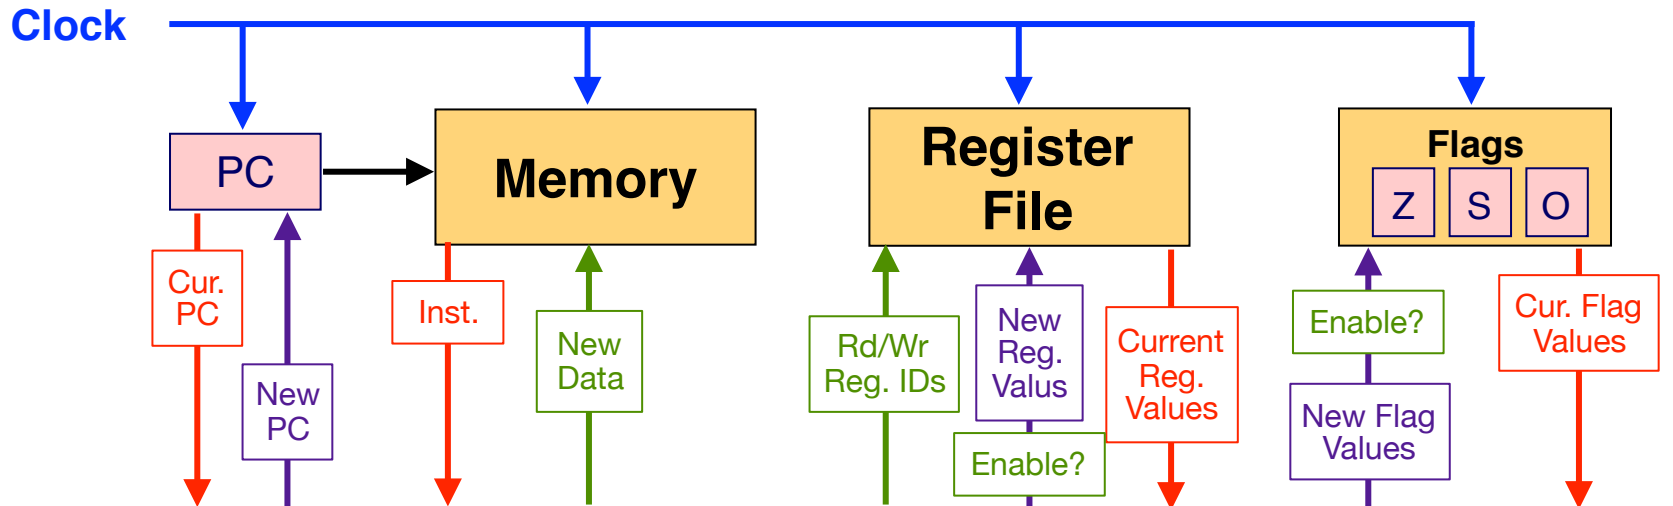 Clock
PC
Memory
Register
File
Flags
Z S O
Cur.
PC
New
PC
Inst.
New
Data
Rd/Wr
Reg. IDs
New
Reg.
Valus
Enable?
Current
Reg.
Values
Enable?
New Flag
Values
Cur. Flag
Values